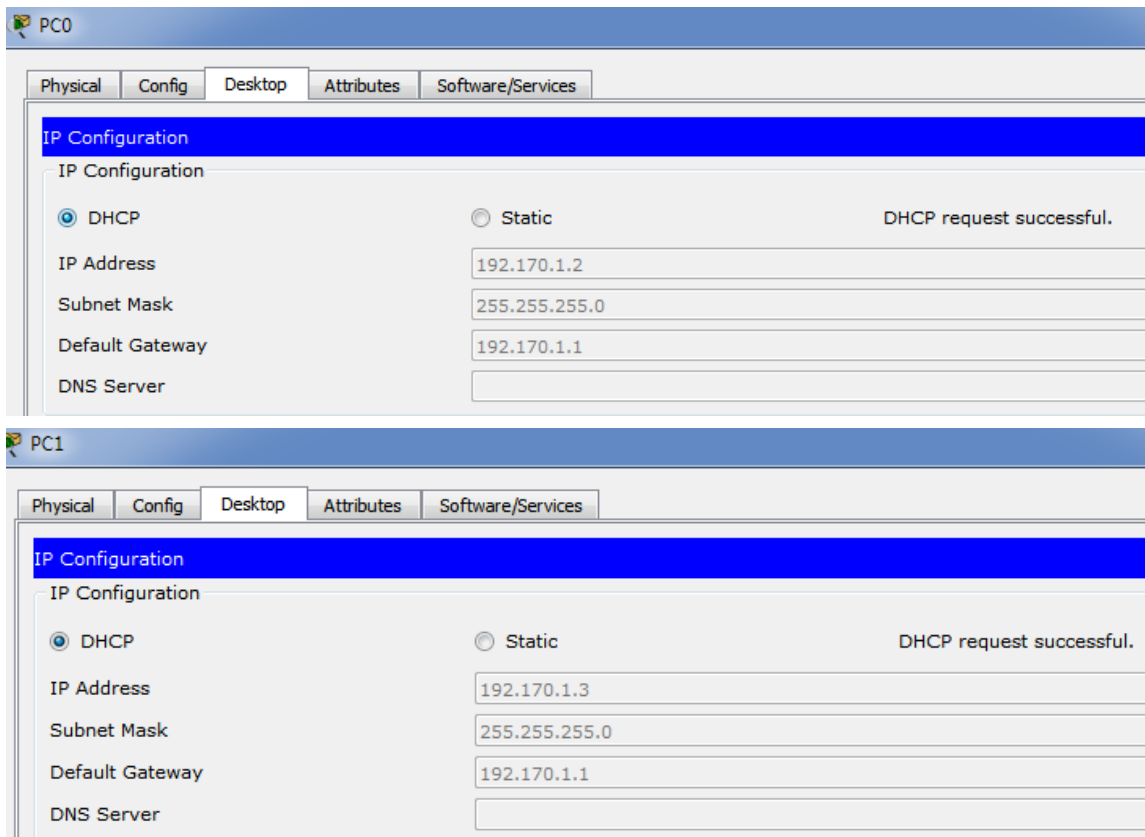 PC0
Physical Config Desktop Attributes Software/Services
IP Configuration
IP Configuration
DHCP Static DHCP request successful.
IP Address 192.170.1.2
Subnet Mask 255.255.255.0
Default Gateway 192.170.1.1
DNS Server
PC1
Physical Config Desktop Attributes Software/Services
IP Configuration
IP Configuration
DHCP Static DHCP request successful.
IP Address 192.170.1.3
Subnet Mask 255.255.255.0
Default Gateway 192.170.1.1
DNS Server